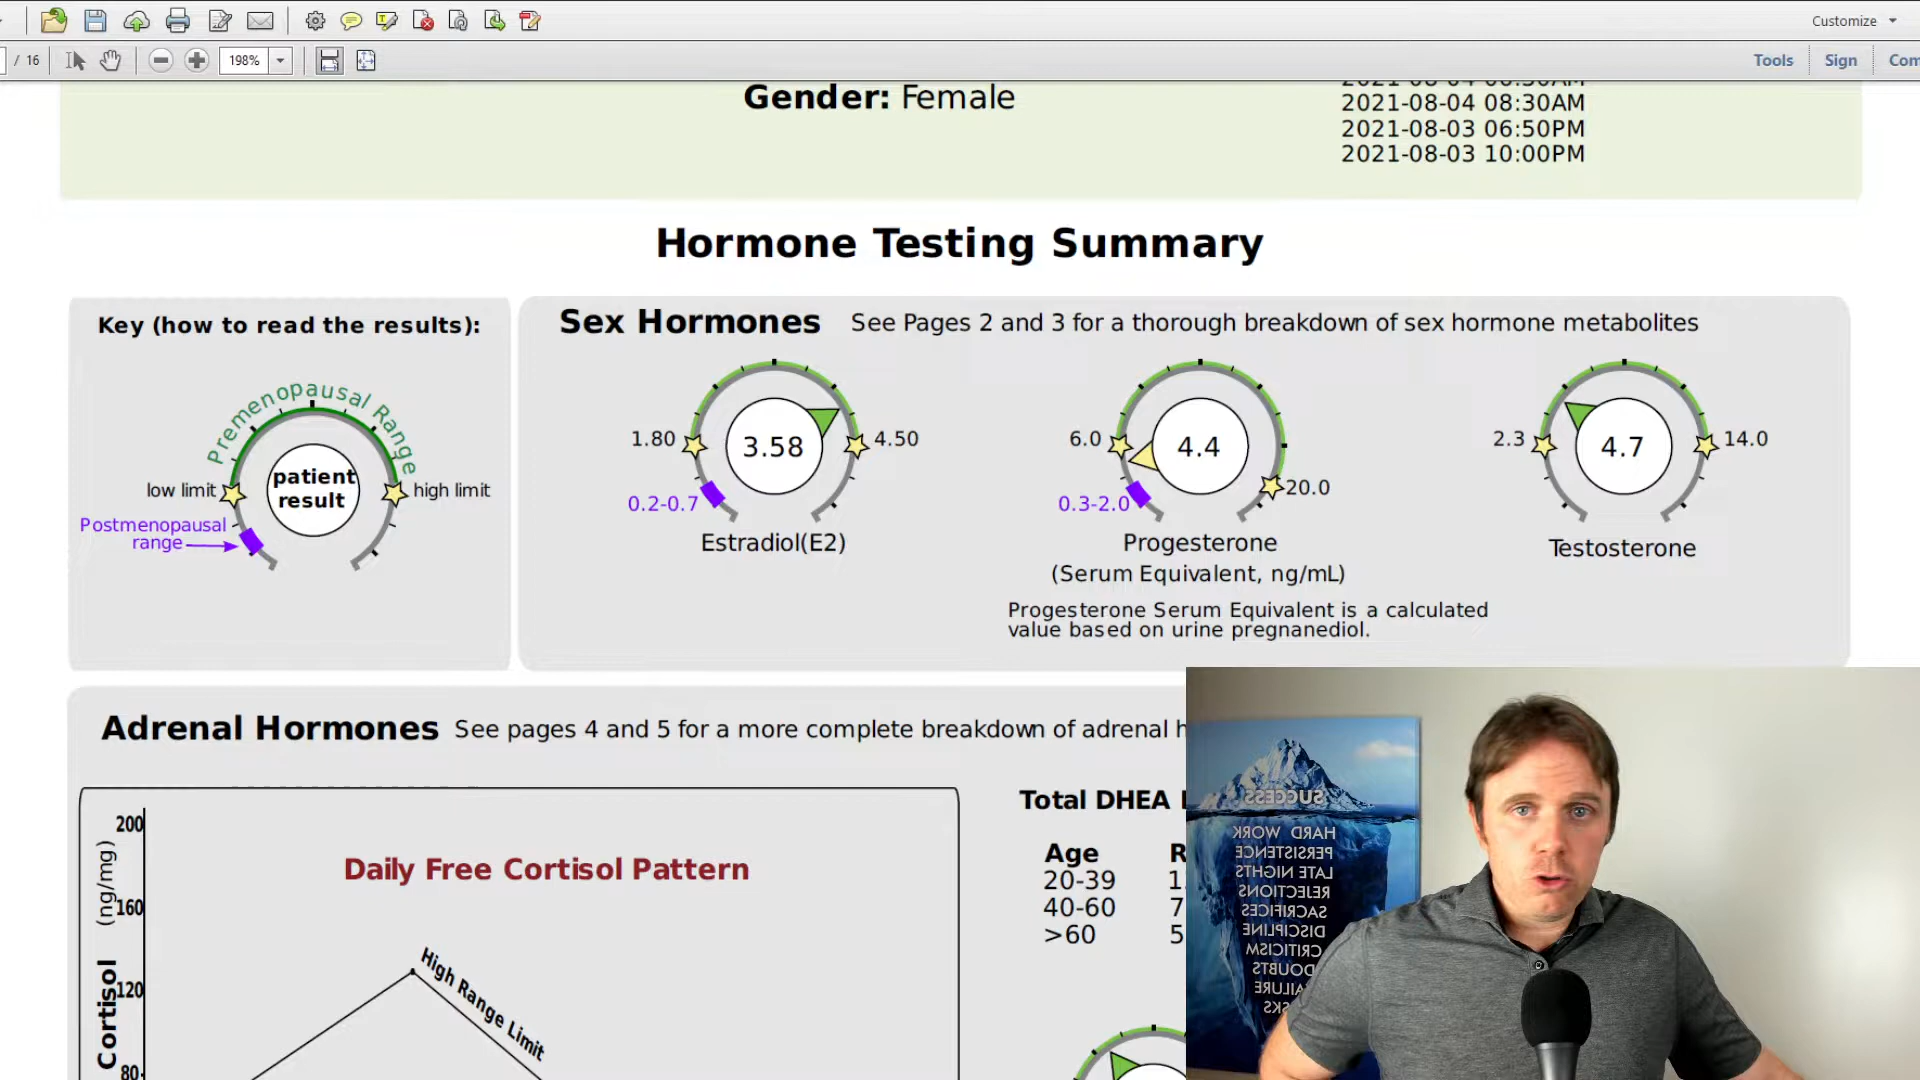 Customize
/ 16
198%
Tools
Sign
Gender: Female
2021-08-04 08:30AM
2021-08-03 06:50PM
2021-08-03 10:00PM
Hormone Testing Summary
Key (how to read the results):
Premenopausal Range
patient
result
low limit
high limit
Postmenopausal
range
Sex Hormones See Pages 2 and 3 for a thorough breakdown of sex hormone metabolites
1.80
3.58
4.50
0.2-0.7
Estradiol(E2)
6.0
4.4
20.0
0.3-2.0
Progesterone
(Serum Equivalent, ng/mL)
Progesterone Serum Equivalent is a calculated
value based on urine pregnanediol.
2.3
4.7
14.0
Testosterone
Adrenal Hormones See pages 4 and 5 for a more complete breakdown of adrenal h
Daily Free Cortisol Pattern
200
160
120
80
Cortisol (ng/mg)
High Range Limit
Total DHEA
Age
20-39
40-60
>60
SUCCESS
HARD WORK
PERSISTENCE
LATE NIGHTS
REJECTIONS
SACRIFICES
DISCIPLINE
CRITICISM
DOUBTS